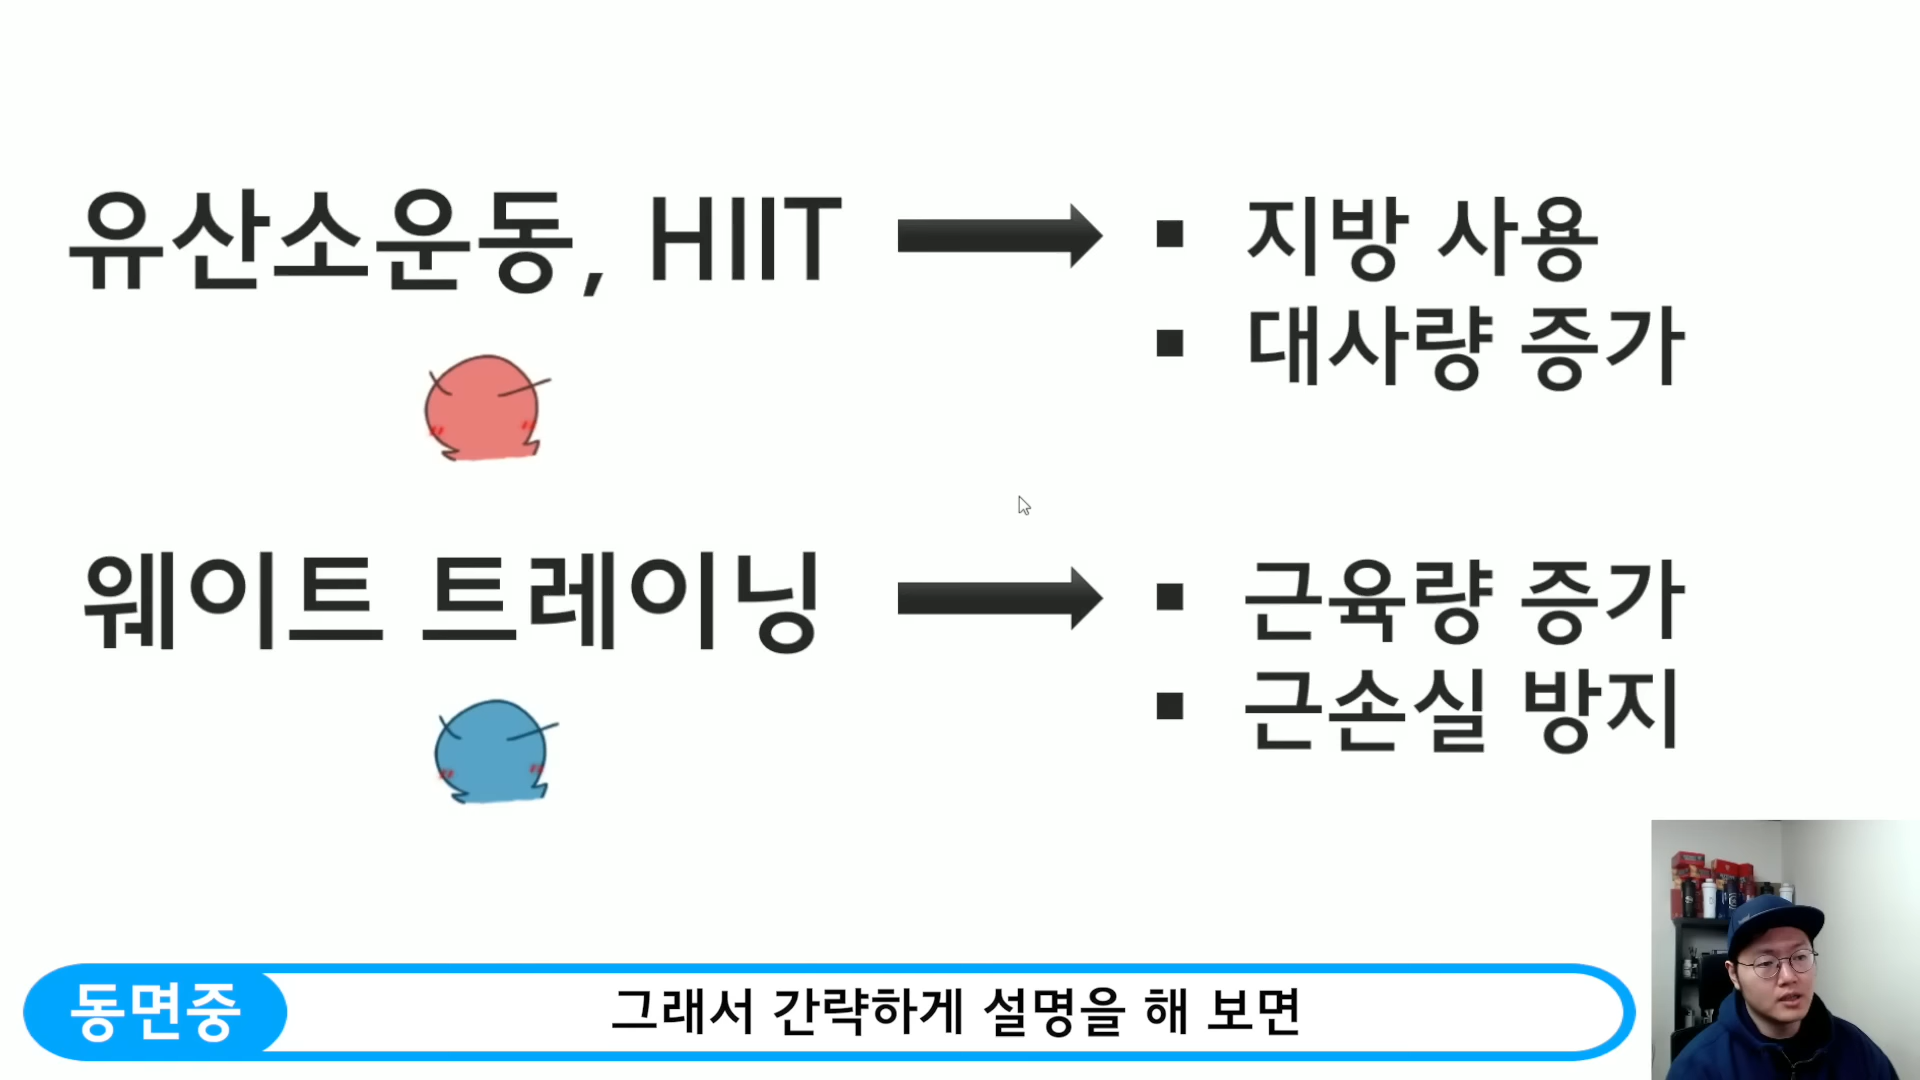 유산소운동, HIIT
▪ 지방 사용
▪ 대사량 증가
웨이트 트레이닝
▪ 근육량 증가
▪ 근손실 방지
동면중
그래서 간략하게 설명을 해 보면